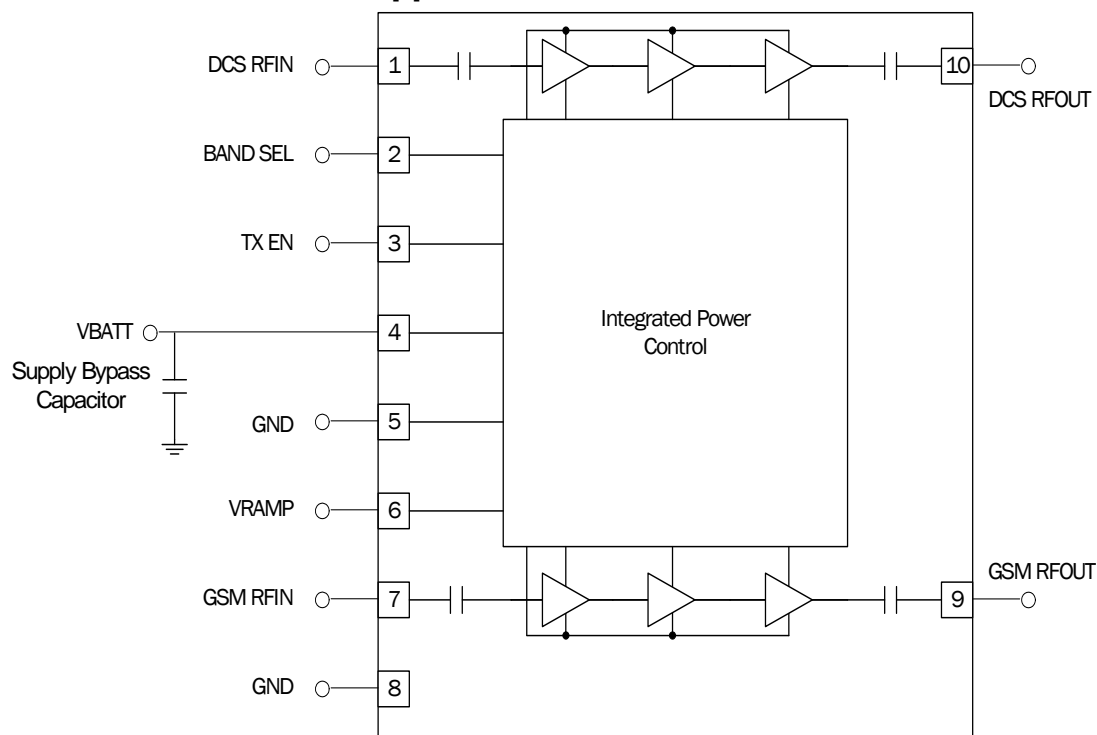 DCS RFIN
1
10
DCS RFOUT
BAND SEL
2
TX EN
3
VBATT
4
Integrated Power
Control
Supply Bypass
Capacitor
GND
5
VRAMP
6
GSM RFIN
7
9
GSM RFOUT
GND
8